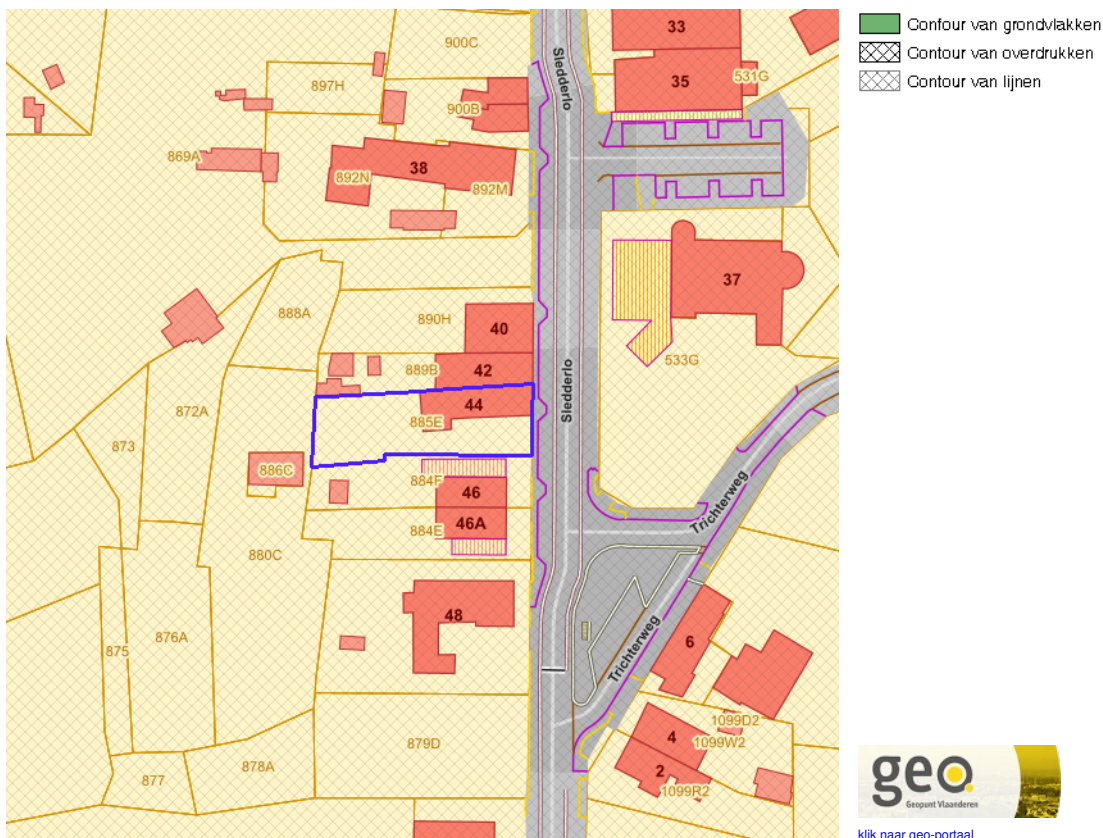 33
Contour van grondvlakken
900C
Sledderlo
Contour van overdrukken
897H
35
531G
Contour van lijnen
900B
869A
38
892N
892M
37
888A
890H
40
533G
Sledderlo
889B
42
872A
44
885E
873
886C
884F
46
Trichterweg
46A
884E
880C
48
875
876A
6
Trichterweg
1099D2
4
1099W2
879D
2
1099R2
877
878A
geo
Geopunt Vlaanderen
klik naar geo-portaal